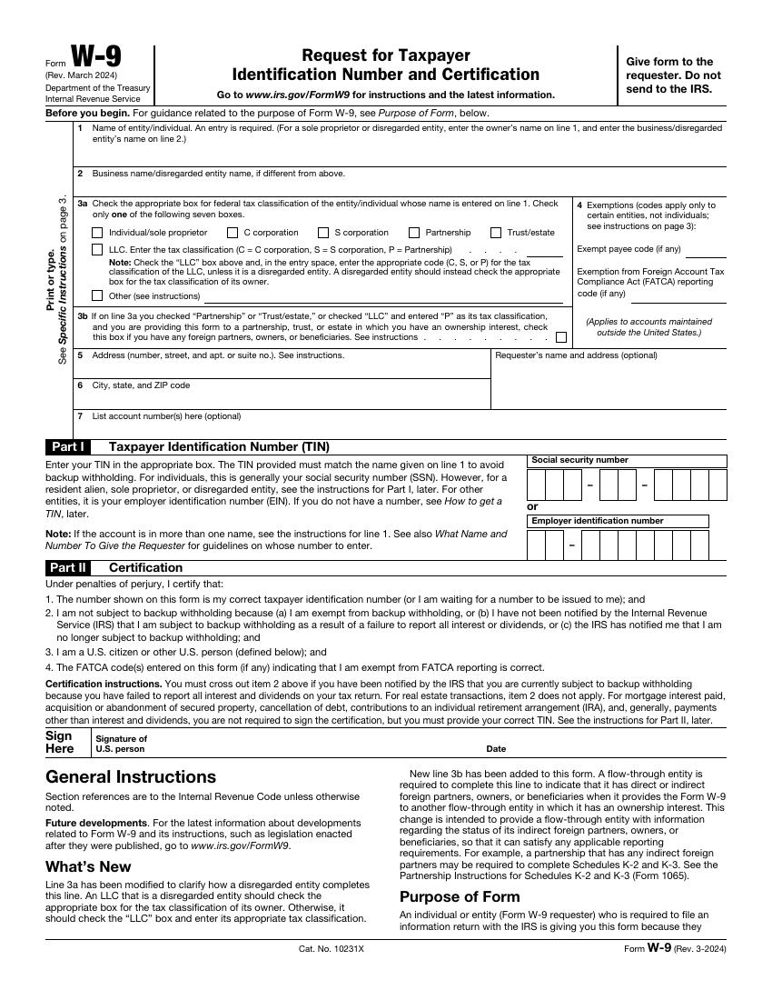 Form W-9
(Rev. March 2024)
Department of the Treasury
Internal Revenue Service
Request for Taxpayer
Identification Number and Certification
Go to www.irs.gov/FormW9 for instructions and the latest information.
Give form to the
requester. Do not
send to the IRS.
Before you begin. For guidance related to the purpose of Form W-9, see Purpose of Form, below.
Print or type.
See Specific Instructions on page 3.
1 Name of entity/individual. An entry is required. (For a sole proprietor or disregarded entity, enter the owner's name on line 1, and enter the business/disregarded
entity's name on line 2.)
2 Business name/disregarded entity name, if different from above.
3a Check the appropriate box for federal tax classification of the entity/individual whose name is entered on line 1. Check
only one of the following seven boxes.
Individual/sole proprietor C corporation S corporation Partnership Trust/estate
LLC. Enter the tax classification (C = C corporation, S = S corporation, P = Partnership) . . . .
Note: Check the "LLC" box above and, in the entry space, enter the appropriate code (C, S, or P) for the tax
classification of the LLC, unless it is a disregarded entity. A disregarded entity should instead check the appropriate
box for the tax classification of its owner.
Other (see instructions)
3b If on line 3a you checked "Partnership" or "Trust/estate," or checked "LLC" and entered "P" as its tax classification,
and you are providing this form to a partnership, trust, or estate in which you have an ownership interest, check
this box if you have any foreign partners, owners, or beneficiaries. See instructions . . . . . . . . .
4 Exemptions (codes apply only to
certain entities, not individuals;
see instructions on page 3):
Exempt payee code (if any)
Exemption from Foreign Account Tax
Compliance Act (FATCA) reporting
code (if any)
(Applies to accounts maintained
outside the United States.)
5 Address (number, street, and apt. or suite no.). See instructions.
Requester's name and address (optional)
6 City, state, and ZIP code
7 List account number(s) here (optional)
Part I Taxpayer Identification Number (TIN)
Enter your TIN in the appropriate box. The TIN provided must match the name given on line 1 to avoid
backup withholding. For individuals, this is generally your social security number (SSN). However, for a
resident alien, sole proprietor, or disregarded entity, see the instructions for Part I, later. For other
entities, it is your employer identification number (EIN). If you do not have a number, see How to get a
TIN, later.
Note: If the account is in more than one name, see the instructions for line 1. See also What Name and
Number To Give the Requester for guidelines on whose number to enter.
Social security number
– –
or
Employer identification number
–
Part II Certification
Under penalties of perjury, I certify that:
1. The number shown on this form is my correct taxpayer identification number (or I am waiting for a number to be issued to me); and
2. I am not subject to backup withholding because (a) I am exempt from backup withholding, or (b) I have not been notified by the Internal Revenue
Service (IRS) that I am subject to backup withholding as a result of a failure to report all interest or dividends, or (c) the IRS has notified me that I am
no longer subject to backup withholding; and
3. I am a U.S. citizen or other U.S. person (defined below); and
4. The FATCA code(s) entered on this form (if any) indicating that I am exempt from FATCA reporting is correct.
Certification instructions. You must cross out item 2 above if you have been notified by the IRS that you are currently subject to backup withholding
because you have failed to report all interest and dividends on your tax return. For real estate transactions, item 2 does not apply. For mortgage interest paid,
acquisition or abandonment of secured property, cancellation of debt, contributions to an individual retirement arrangement (IRA), and, generally, payments
other than interest and dividends, you are not required to sign the certification, but you must provide your correct TIN. See the instructions for Part II, later.
Sign
Here
Signature of
U.S. person
Date
General Instructions
Section references are to the Internal Revenue Code unless otherwise
noted.
Future developments. For the latest information about developments
related to Form W-9 and its instructions, such as legislation enacted
after they were published, go to www.irs.gov/FormW9.
What's New
Line 3a has been modified to clarify how a disregarded entity completes
this line. An LLC that is a disregarded entity should check the
appropriate box for the tax classification of its owner. Otherwise, it
should check the "LLC" box and enter its appropriate tax classification.
New line 3b has been added to this form. A flow-through entity is
required to complete this line to indicate that it has direct or indirect
foreign partners, owners, or beneficiaries when it provides the Form W-9
to another flow-through entity in which it has an ownership interest. This
change is intended to provide a flow-through entity with information
regarding the status of its indirect foreign partners, owners, or
beneficiaries, so that it can satisfy any applicable reporting
requirements. For example, a partnership that has any indirect foreign
partners may be required to complete Schedules K-2 and K-3. See the
Partnership Instructions for Schedules K-2 and K-3 (Form 1065).
Purpose of Form
An individual or entity (Form W-9 requester) who is required to file an
information return with the IRS is giving you this form because they
Cat. No. 10231X
Form W-9 (Rev. 3-2024)